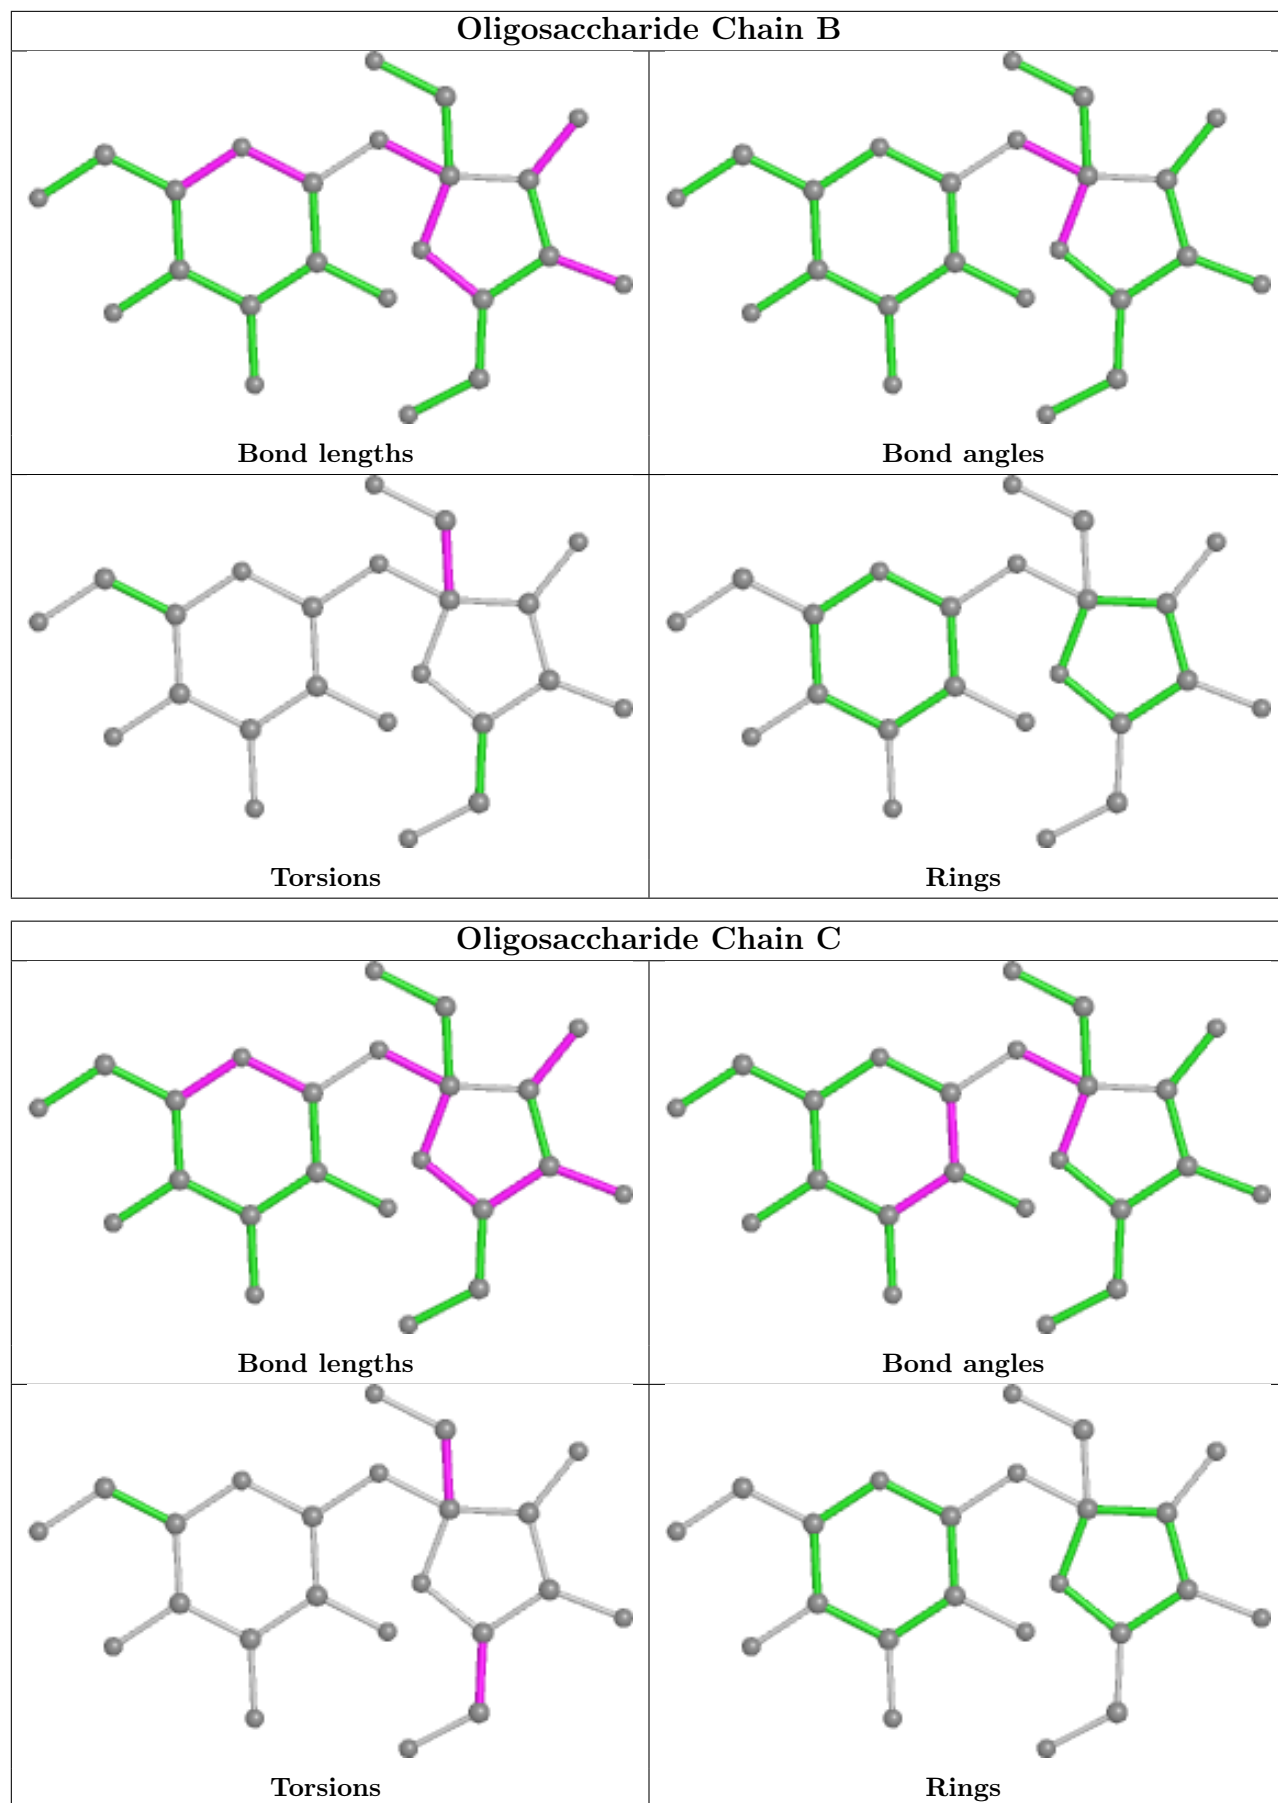 Oligosaccharide Chain B
Bond lengths
Bond angles
Torsions
Rings
Oligosaccharide Chain C
Bond lengths
Bond angles
Torsions
Rings